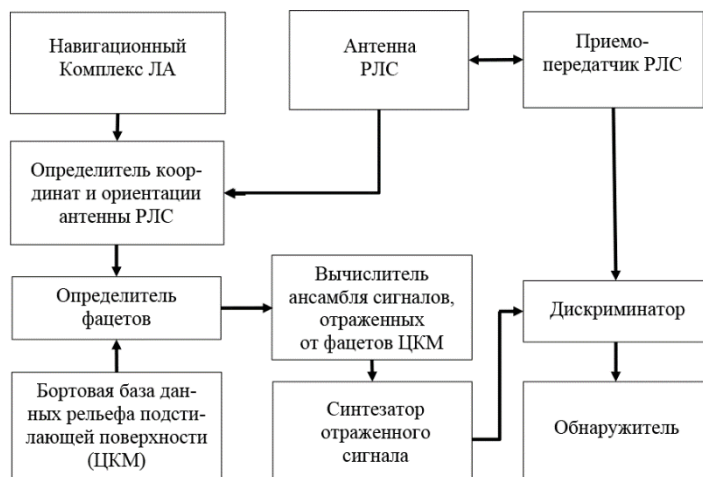 Навигационный
Комплекс ЛА
Антенна
РЛС
Приемо-
передатчик РЛС
Определитель коор-
динат и ориентации
антенны РЛС
Определитель
фацетов
Вычислитель
ансамбля сигналов,
отраженных
от фацетов ЦКМ
Дискриминатор
Бортовая база дан-
ных рельефа подсти-
лающей поверхности
(ЦКМ)
Синтезатор
отраженного
сигнала
Обнаружитель